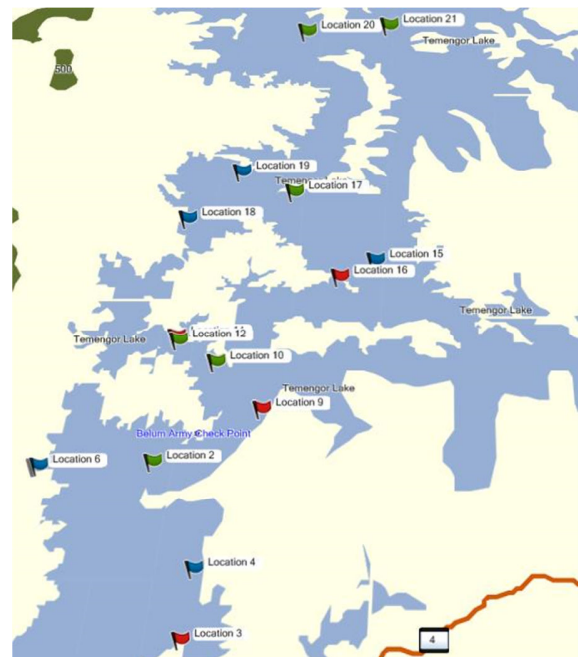 Location 20
Location 21
Temengor Lake
500
Location 19
Temengor Lake
Location 17
Location 18
Location 15
Location 16
Temengor Lake
Location 12
Temengor Lake
Location 10
Temengor Lake
Location 9
Belum Army Check Point
Location 2
Location 6
Location 4
Location 3
4